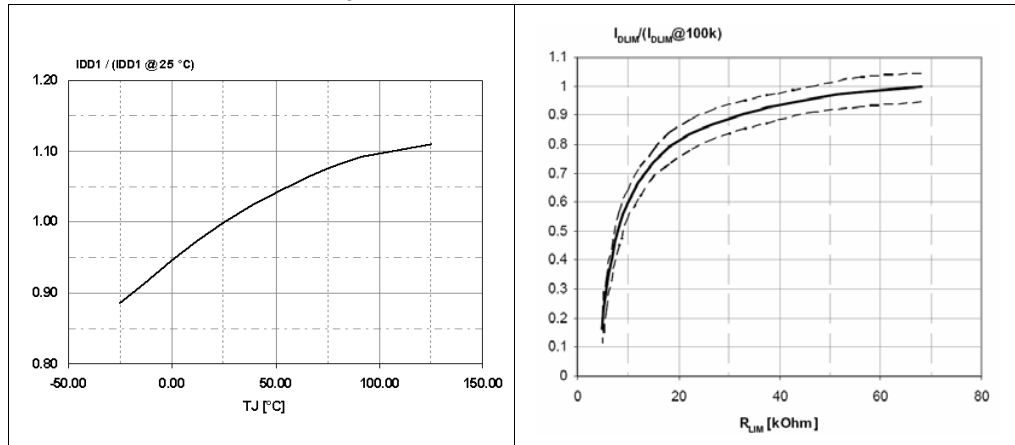 IDD1 / (IDD1 @ 25 °C)
1.20
1.10
1.00
0.90
0.80
-50.00 0.00 50.00 100.00 150.00
TJ [°C]
IDLIM/(IDLIM@100k)
1.1
1
0.9
0.8
0.7
0.6
0.5
0.4
0.3
0.2
0.1
0
0 20 40 60 80
RLIM [kOhm]